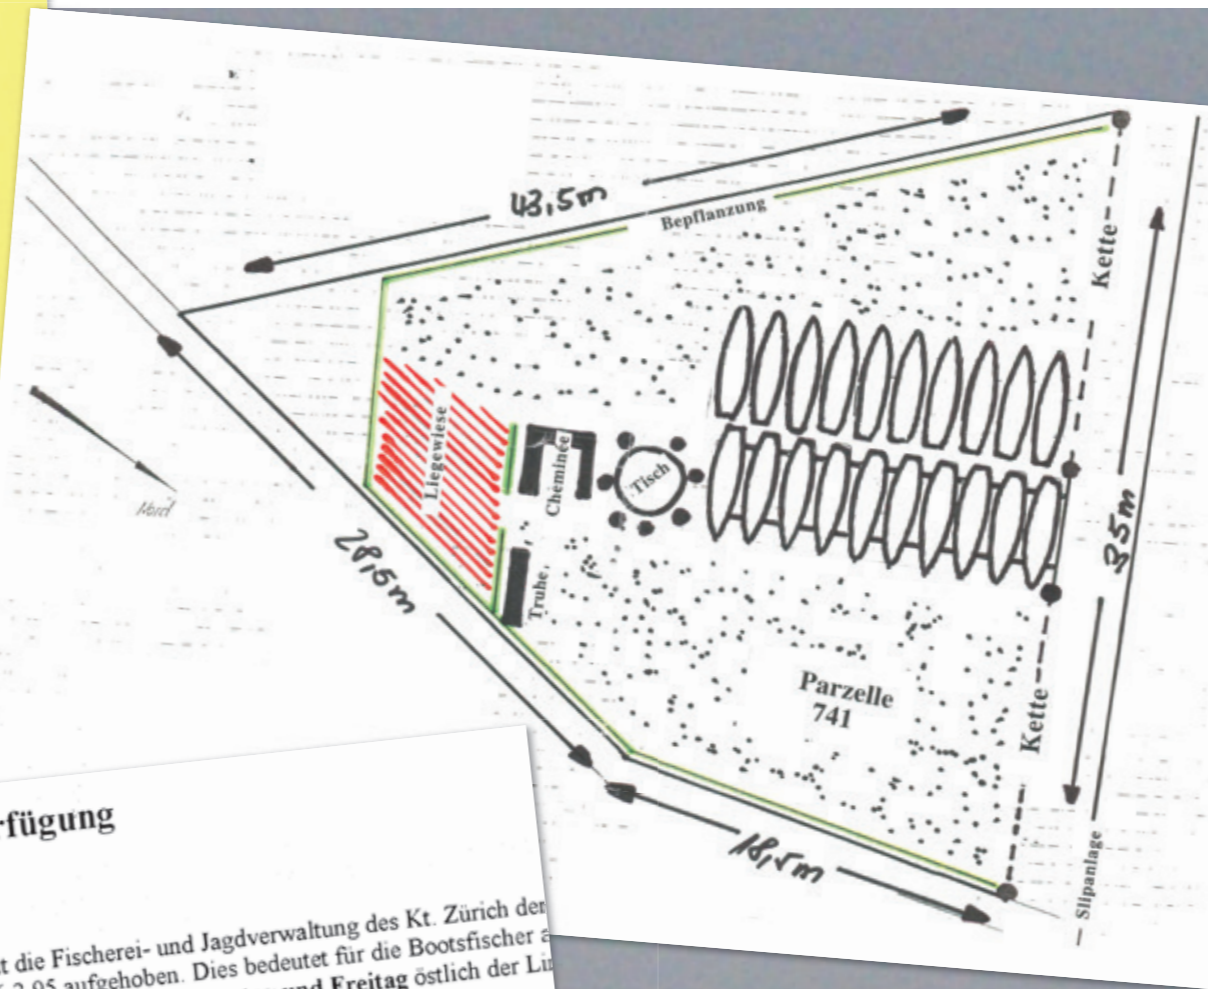 43,5m
Bepflanzung
Kette
Liegewiese
Cheminée
Tisch
Nord
28,5m
Truhe
35m
Parzelle
741
Kette
18,5m
Slipanlage
rfügung
t die Fischerei- und Jagdverwaltung des Kt. Zürich der
.2.95 aufgehoben. Dies bedeutet für die Bootsfischer a
und Freitag östlich der Li